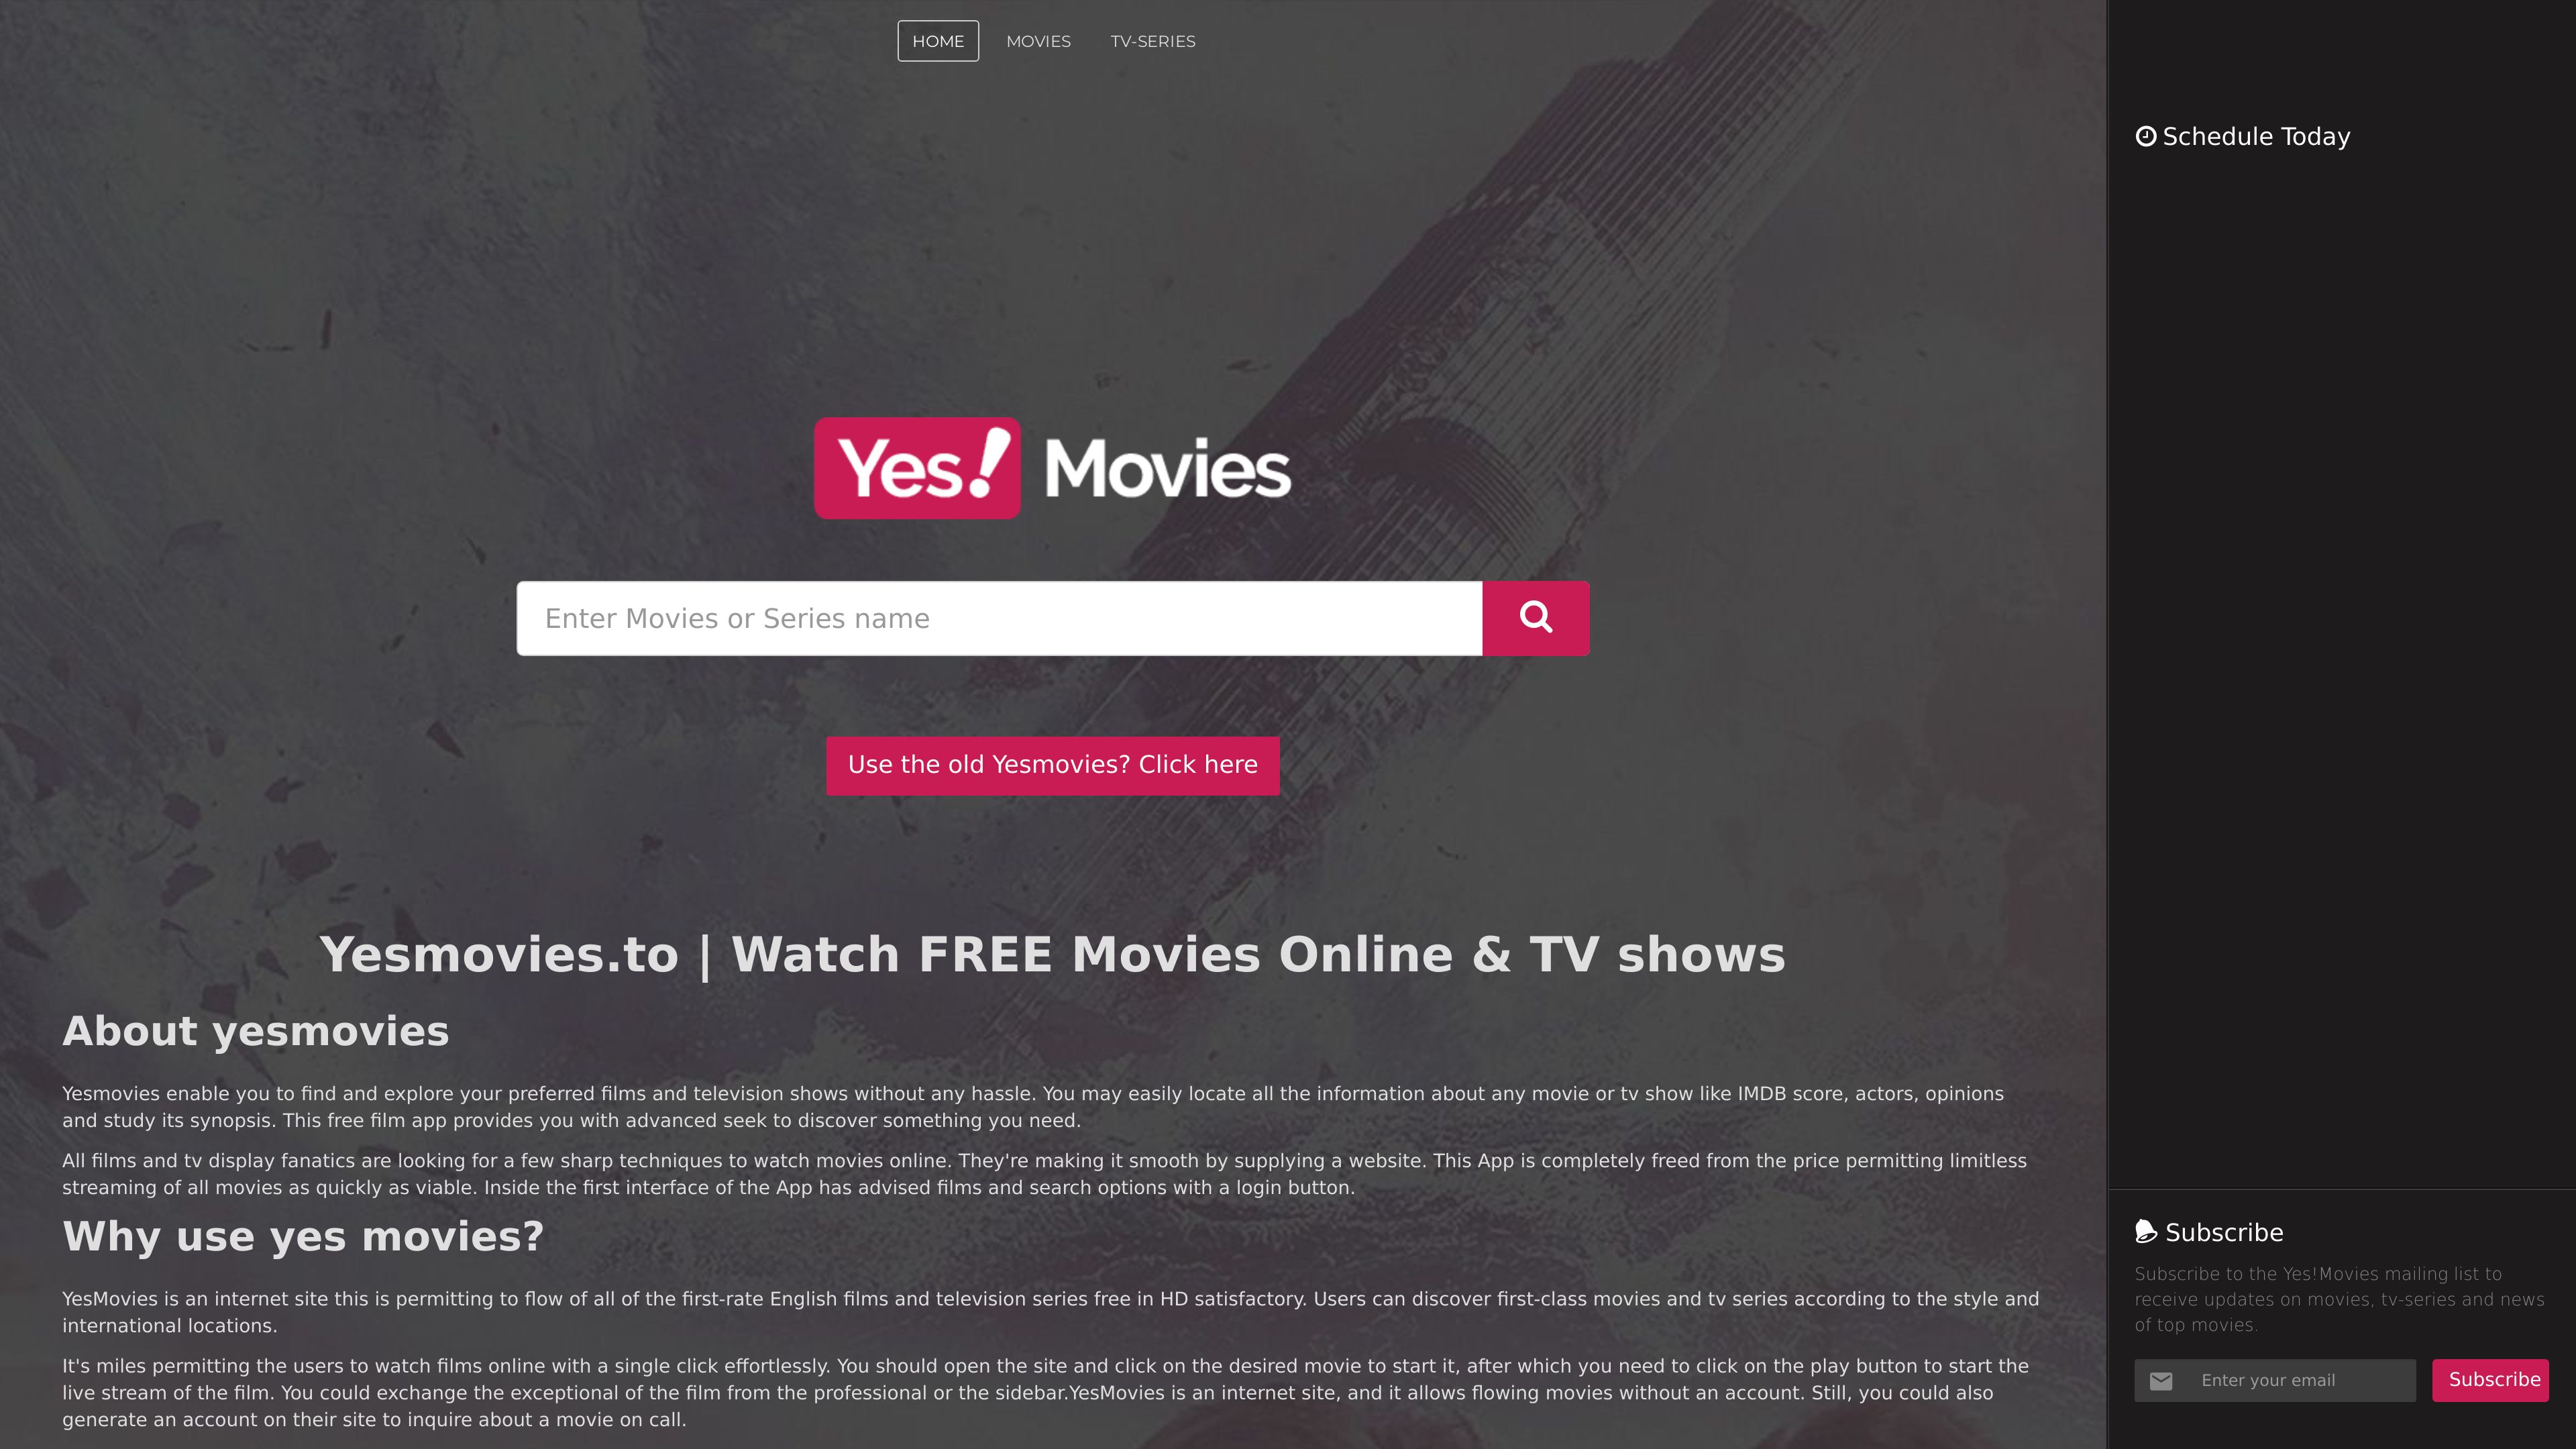 HOME MOVIES TV-SERIES
Yes! Movies
Enter Movies or Series name
Use the old Yesmovies? Click here
Yesmovies.to | Watch FREE Movies Online & TV shows
About yesmovies
Yesmovies enable you to find and explore your preferred films and television shows without any hassle. You may easily locate all the information about any movie or tv show like IMDB score, actors, opinions
and study its synopsis. This free film app provides you with advanced seek to discover something you need.
All films and tv display fanatics are looking for a few sharp techniques to watch movies online. They're making it smooth by supplying a website. This App is completely freed from the price permitting limitless
streaming of all movies as quickly as viable. Inside the first interface of the App has advised films and search options with a login button.
Why use yes movies?
YesMovies is an internet site this is permitting to flow of all of the first-rate English films and television series free in HD satisfactory. Users can discover first-class movies and tv series according to the style and
international locations.
It's miles permitting the users to watch films online with a single click effortlessly. You should open the site and click on the desired movie to start it, after which you need to click on the play button to start the
live stream of the film. You could exchange the exceptional of the film from the professional or the sidebar.YesMovies is an internet site, and it allows flowing movies without an account. Still, you could also
generate an account on their site to inquire about a movie on call.
Schedule Today
Subscribe
Subscribe to the Yes!Movies mailing list to
receive updates on movies, tv-series and news
of top movies.
Enter your email Subscribe